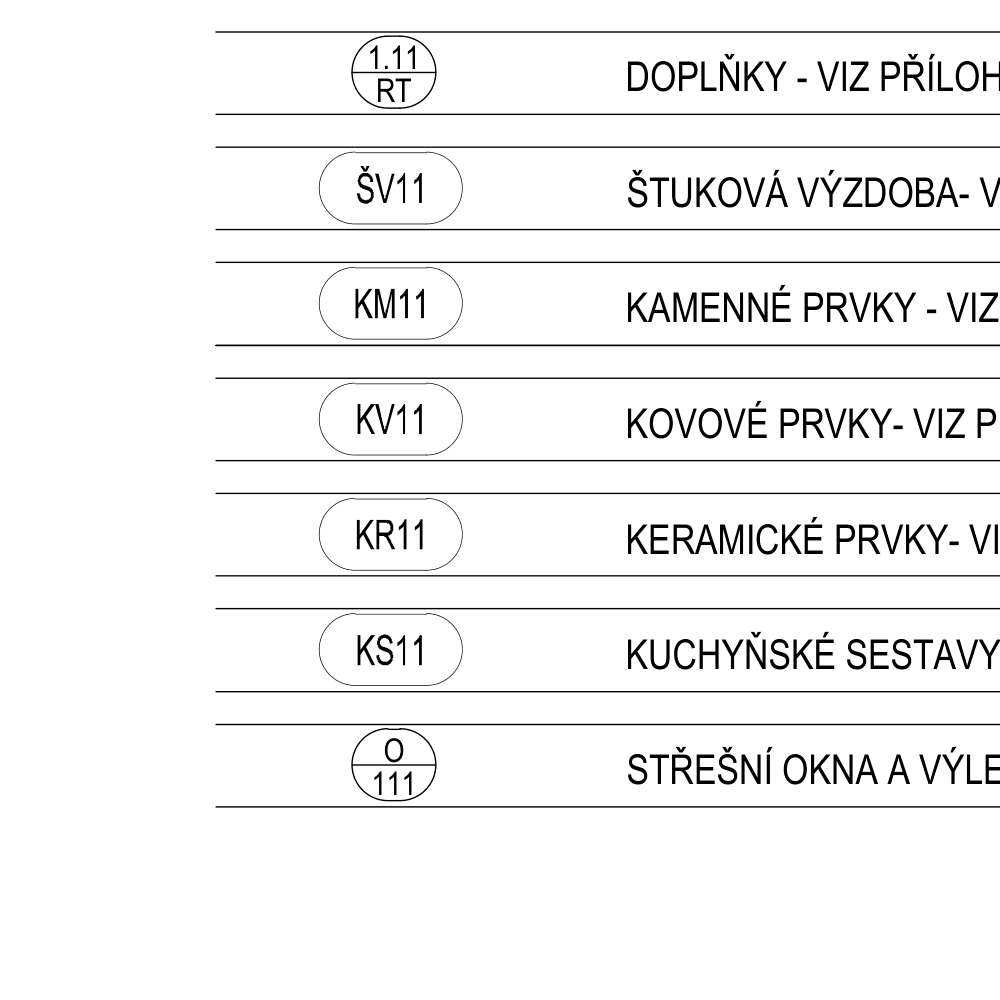 1.11
RT
DOPLŇKY - VIZ PŘÍLOH
ŠV11
ŠTUKOVÁ VÝZDOBA- V
KM11
KAMENNÉ PRVKY - VIZ
KV11
KOVOVÉ PRVKY- VIZ P
KR11
KERAMICKÉ PRVKY- VI
KS11
KUCHYŇSKÉ SESTAVY
O
111
STŘEŠNÍ OKNA A VÝLE